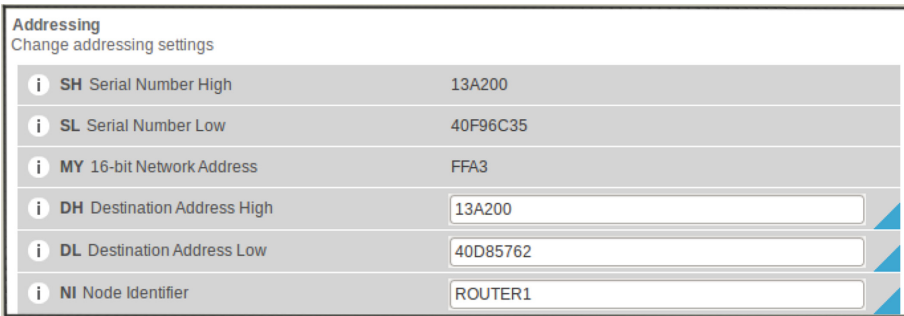 Addressing
Change addressing settings
i SH Serial Number High 13A200
i SL Serial Number Low 40F96C35
i MY 16-bit Network Address FFA3
i DH Destination Address High 13A200
i DL Destination Address Low 40D85762
i NI Node Identifier ROUTER1